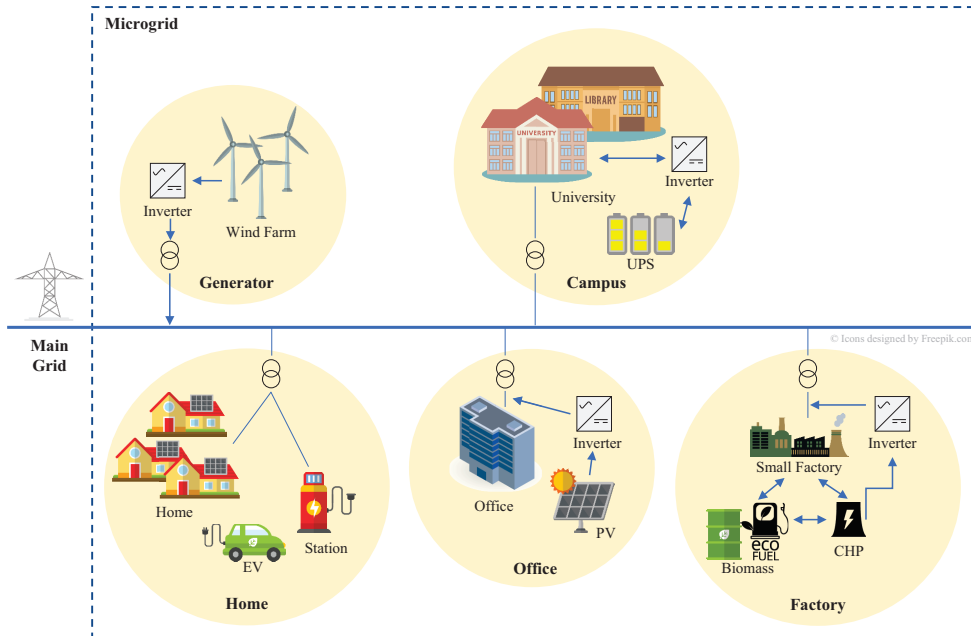 Microgrid
LIBRARY
UNIVERSITY
Inverter
Wind Farm
Generator
University
Inverter
UPS
Campus
Main
Grid
© Icons designed by Freepik.com
Home
EV
Station
Home
Office
Inverter
PV
Office
Small Factory
Inverter
Biomass
eco
FUEL
CHP
Factory